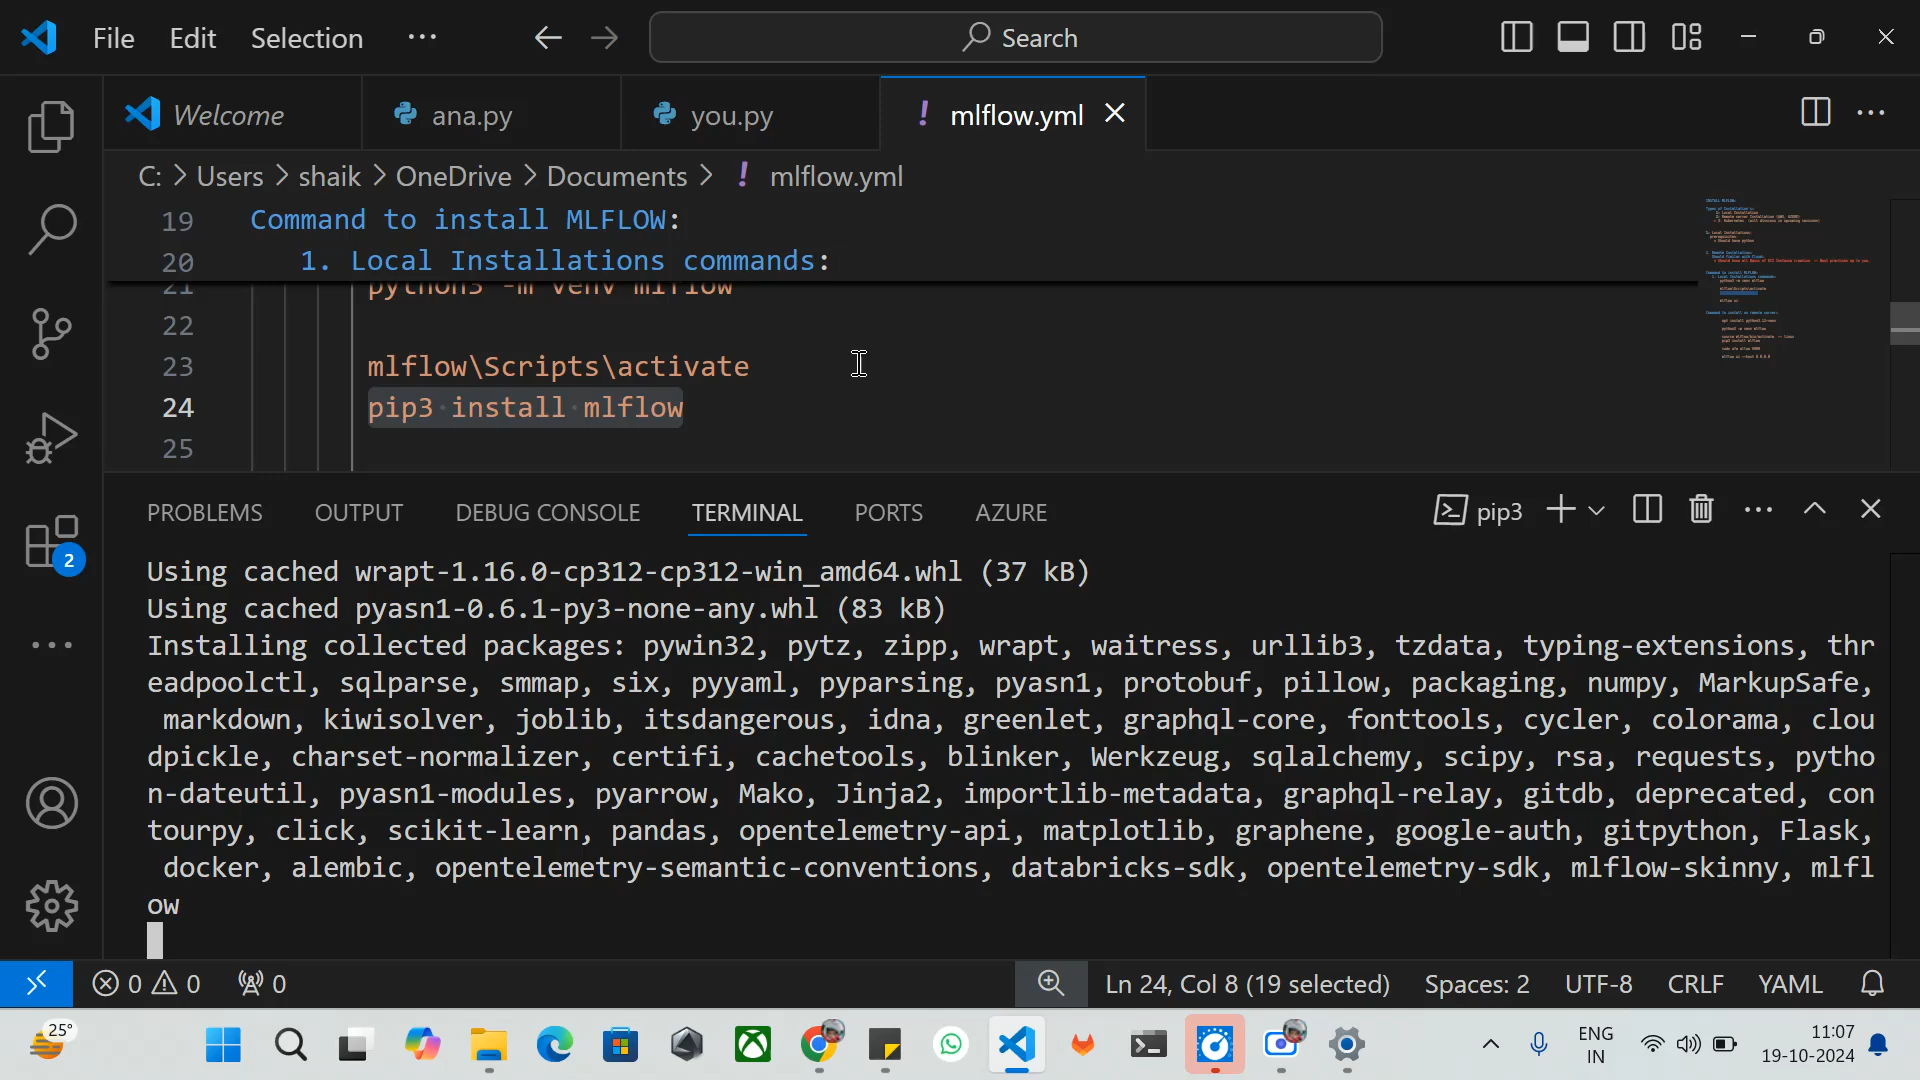 File Edit Selection ··· Search
Welcome ana.py you.py ! mlflow.yml
C: > Users > shaik > OneDrive > Documents > ! mlflow.yml
19 Command to install MLFLOW:
20 1. Local Installations commands:
21 python3 -m venv mlflow
22
23 mlflow\Scripts\activate
24 pip3 install mlflow
25
PROBLEMS OUTPUT DEBUG CONSOLE TERMINAL PORTS AZURE pip3
2
Using cached wrapt-1.16.0-cp312-cp312-win_amd64.whl (37 kB)
Using cached pyasn1-0.6.1-py3-none-any.whl (83 kB)
Installing collected packages: pywin32, pytz, zipp, wrapt, waitress, urllib3, tzdata, typing-extensions, thr
eadpoolctl, sqlparse, smmap, six, pyyaml, pyparsing, pyasn1, protobuf, pillow, packaging, numpy, MarkupSafe,
markdown, kiwisolver, joblib, itsdangerous, idna, greenlet, graphql-core, fonttools, cycler, colorama, clou
dpickle, charset-normalizer, certifi, cachetools, blinker, Werkzeug, sqlalchemy, scipy, rsa, requests, pytho
n-dateutil, pyasn1-modules, pyarrow, Mako, Jinja2, importlib-metadata, graphql-relay, gitdb, deprecated, con
tourpy, click, scikit-learn, pandas, opentelemetry-api, matplotlib, graphene, google-auth, gitpython, Flask,
docker, alembic, opentelemetry-semantic-conventions, databricks-sdk, opentelemetry-sdk, mlflow-skinny, mlfl
ow
0 0 0 Ln 24, Col 8 (19 selected) Spaces: 2 UTF-8 CRLF YAML
25° ENG 11:07
IN 19-10-2024